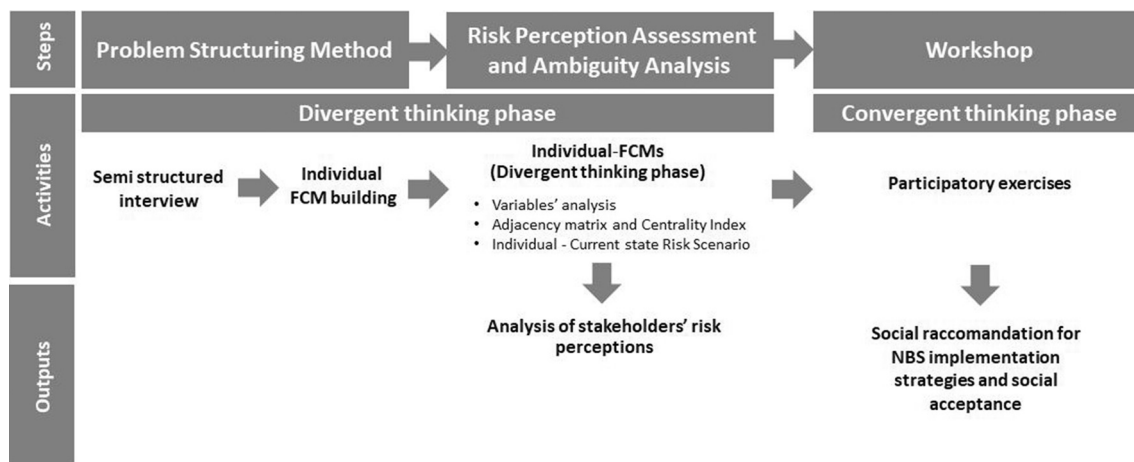 Steps
Problem Structuring Method
Risk Perception Assessment
and Ambiguity Analysis
Workshop
Activities
Divergent thinking phase
Convergent thinking phase
Semi structured
interview
Individual
FCM building
Individual-FCMs
(Divergent thinking phase)
• Variables' analysis
• Adjacency matrix and Centrality Index
• Individual - Current state Risk Scenario
Participatory exercises
Outputs
Analysis of stakeholders' risk
perceptions
Social raccomandation for
NBS implementation
strategies and social
acceptance